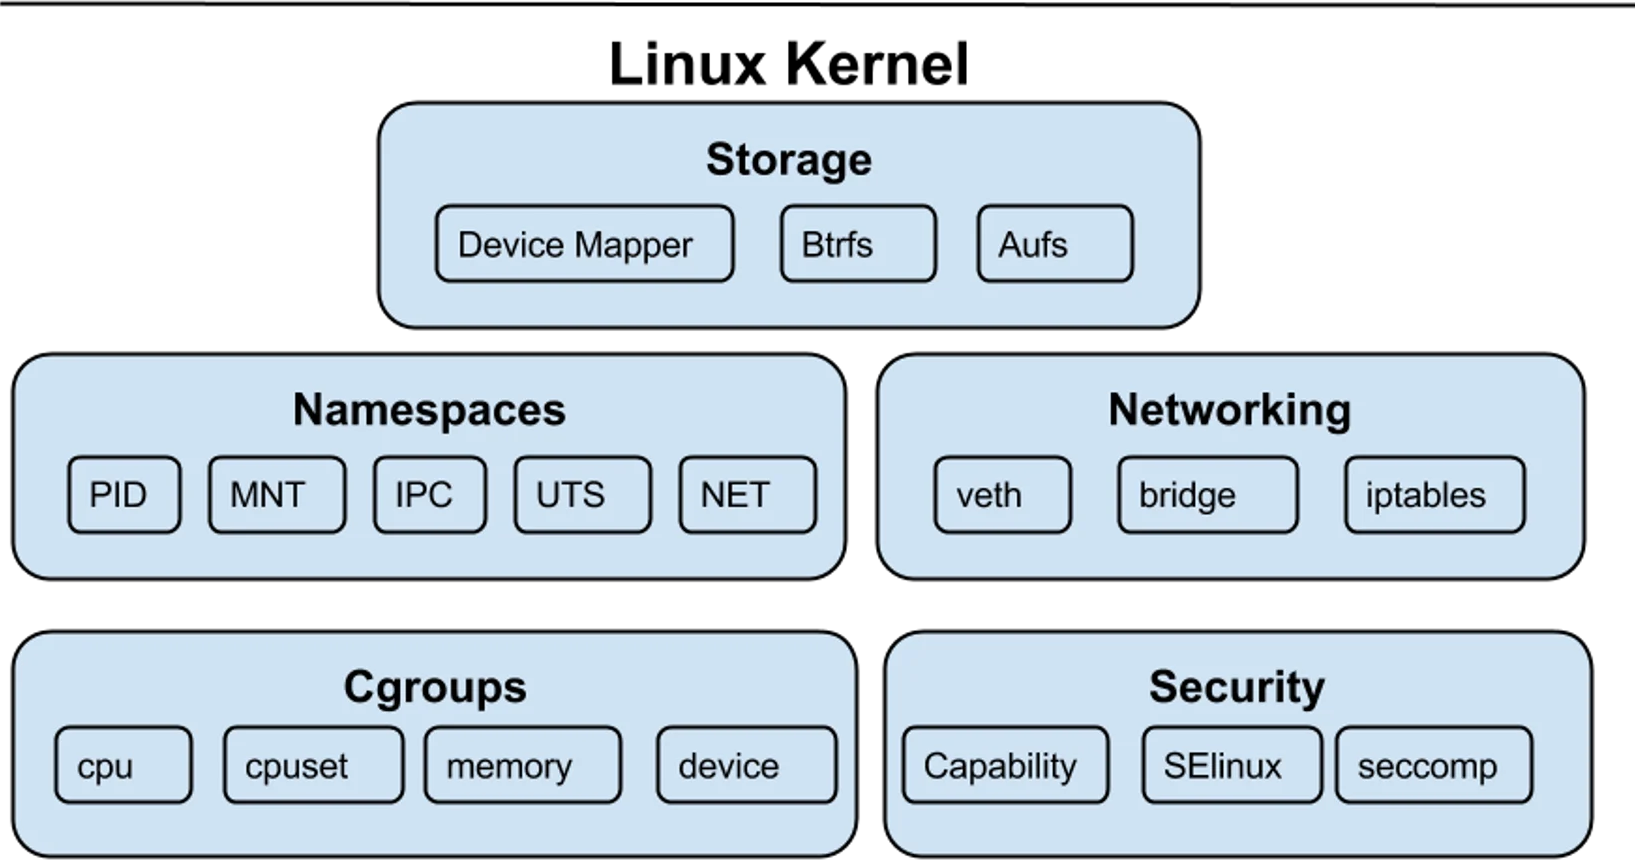 Linux Kernel
Storage
Device Mapper
Btrfs
Aufs
Namespaces
PID
MNT
IPC
UTS
NET
Networking
veth
bridge
iptables
Cgroups
cpu
cpuset
memory
device
Security
Capability
SElinux
seccomp